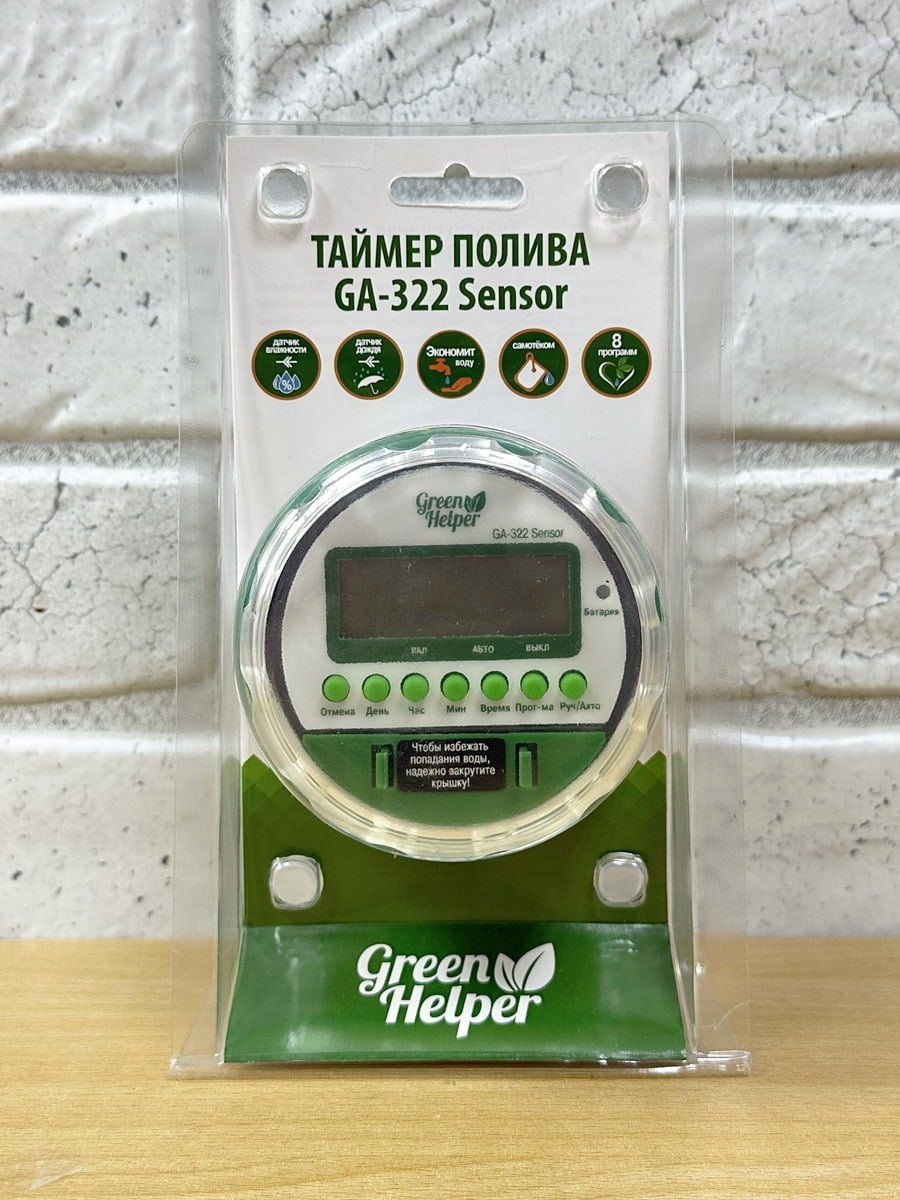 ТАЙМЕР ПОЛИВА
GA-322 Sensor
датчик
влажности
%
датчик
дождя
Экономит
воду
самотёком
8
программ
Green
Helper
GA-322 Sensor
Батарея
ВКЛ АВТО ВЫКЛ
Отмена День Час Мин Время Прог-ма Руч/Авто
Чтобы избежать
попадания воды,
надежно закрутите
крышку!
Green
Helper